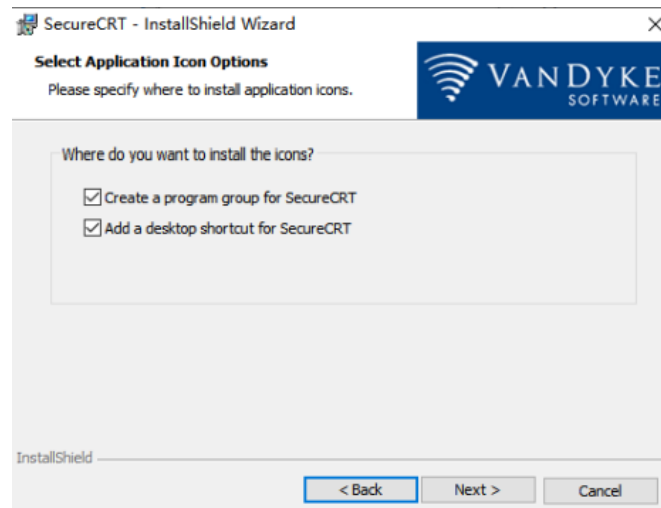 SecureCRT - InstallShield Wizard
Select Application Icon Options
Please specify where to install application icons.
VANDYKE
SOFTWARE
Where do you want to install the icons?
Create a program group for SecureCRT
Add a desktop shortcut for SecureCRT
InstallShield
< Back Next > Cancel